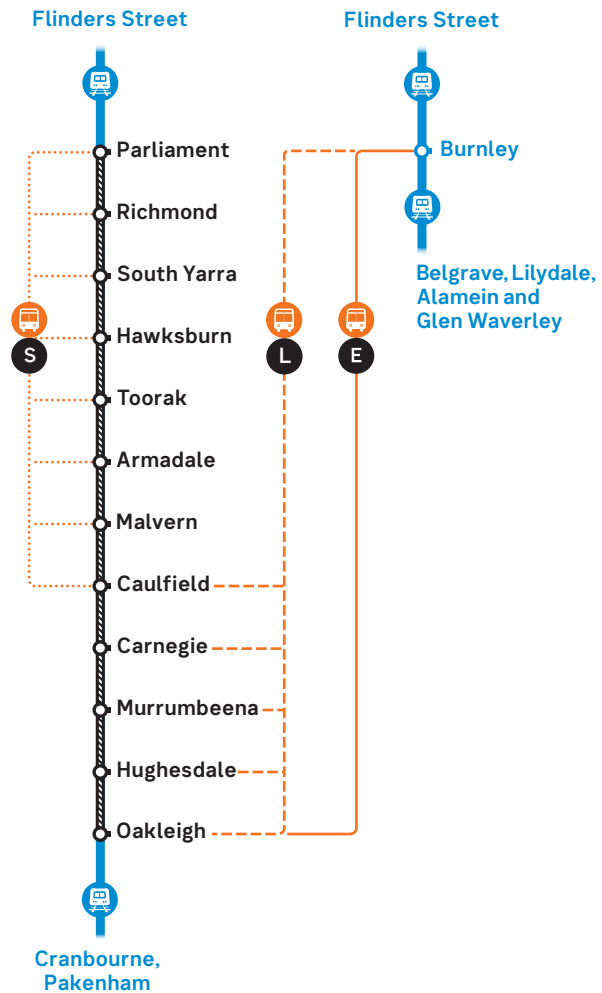 Flinders Street
Flinders Street
Parliament
Burnley
Richmond
South Yarra
Belgrave, Lilydale,
Alamein and
Glen Waverley
Hawksburn
S
L
E
Toorak
Armadale
Malvern
Caulfield
Carnegie
Murrumbeena
Hughesdale
Oakleigh
Cranbourne,
Pakenham